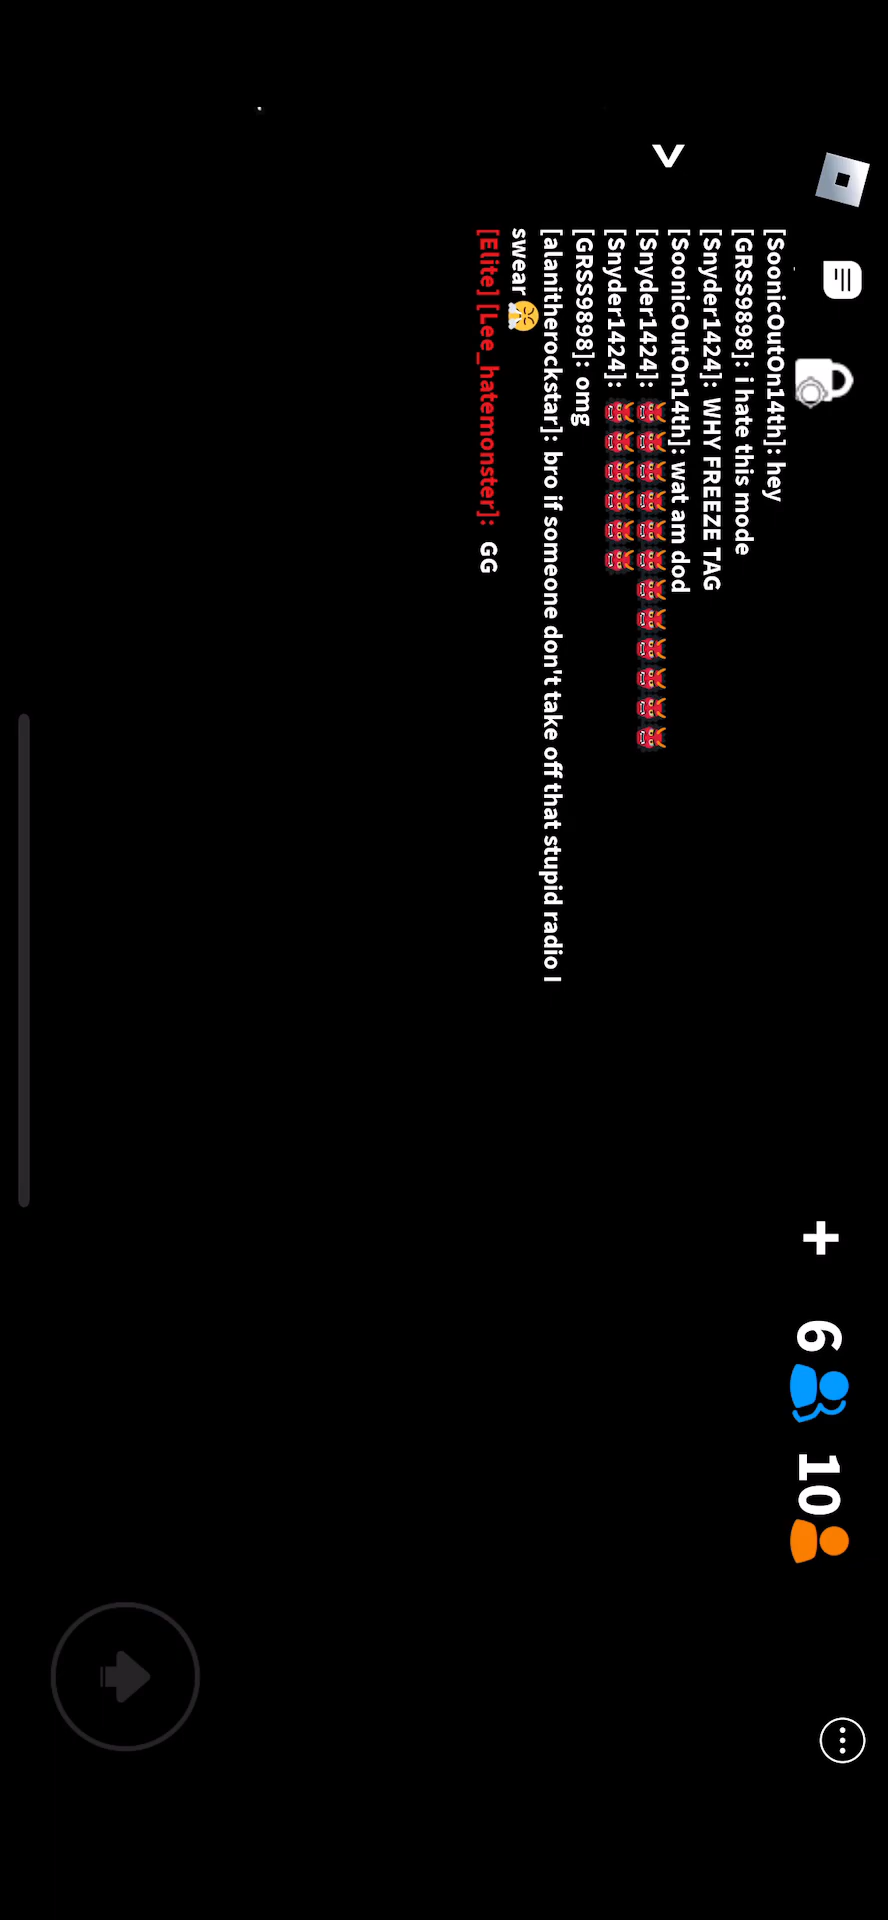 [SoonicOutOn14th]: hey
[GRSS9898]: i hate this mode
[Snyder1424]: WHY FREEZE TAG
[SoonicOutOn14th]: wat am dod
[Snyder1424]: 👹👹👹👹👹👹👹👹👹👹👹👹
[Snyder1424]: 👹👹👹👹👹👹
[GRSS9898]: omg
[alanitherockstar]: bro if someone don't take off that stupid radio I
swear 😤
[Elite] [Lee_hatemonster]: GG
+ 6 10